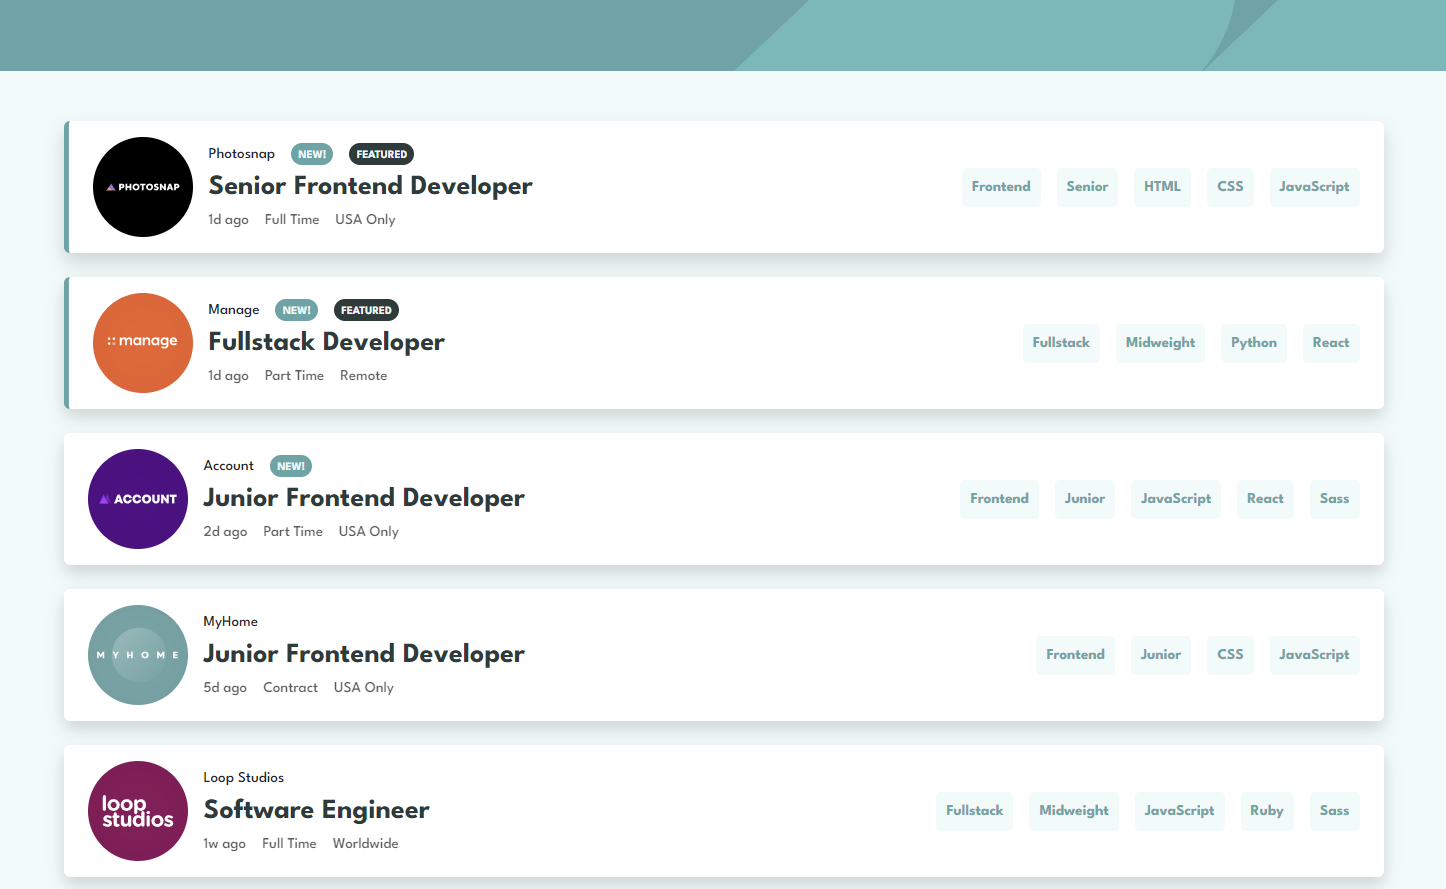 PHOTOSNAP
Photosnap NEW! FEATURED
Senior Frontend Developer
1d ago Full Time USA Only
Frontend Senior HTML CSS JavaScript
manage
Manage NEW! FEATURED
Fullstack Developer
1d ago Part Time Remote
Fullstack Midweight Python React
ACCOUNT
Account NEW!
Junior Frontend Developer
2d ago Part Time USA Only
Frontend Junior JavaScript React Sass
MYHOME
MyHome
Junior Frontend Developer
5d ago Contract USA Only
Frontend Junior CSS JavaScript
loop
studios
Loop Studios
Software Engineer
1w ago Full Time Worldwide
Fullstack Midweight JavaScript Ruby Sass